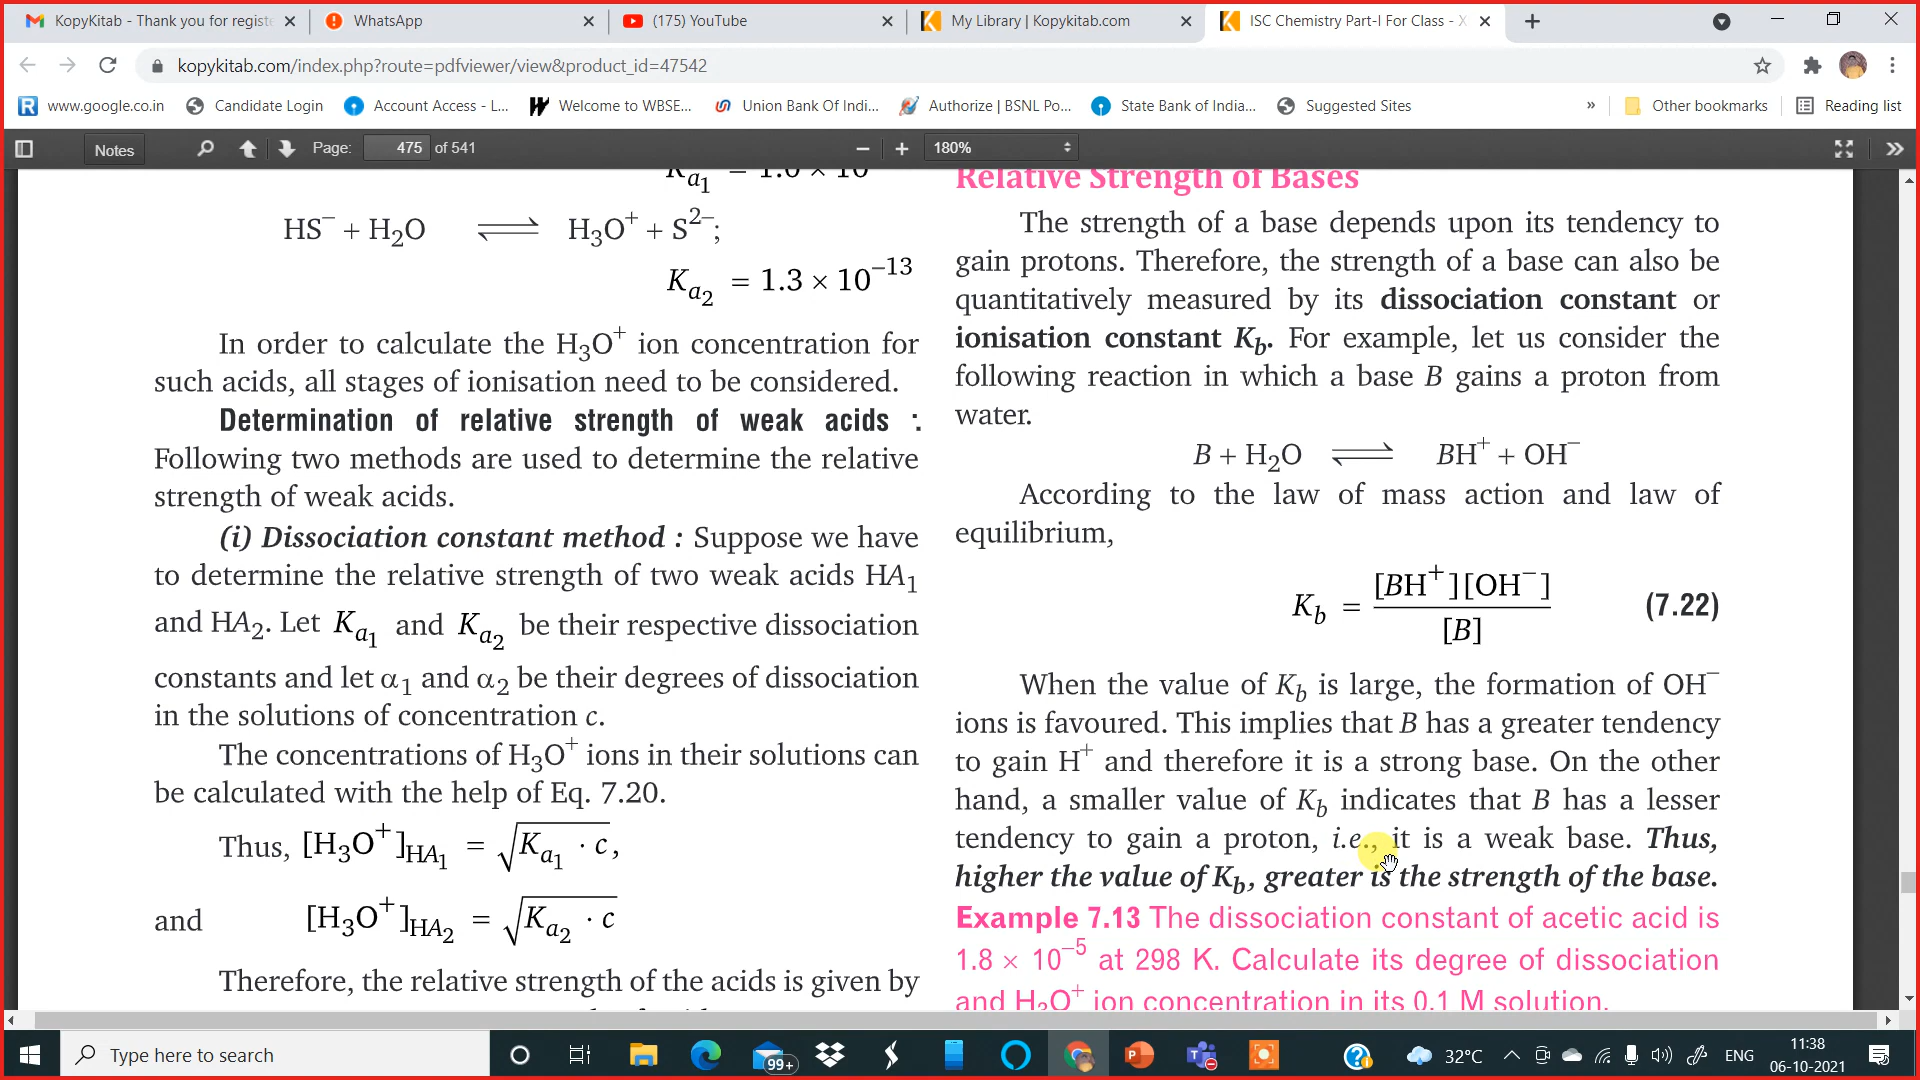 KopyKitab - Thank you for registe
WhatsApp
(175) YouTube
My Library | Kopykitab.com
ISC Chemistry Part-I For Class - X
kopykitab.com/index.php?route=pdfviewer/view&product_id=47542
www.google.co.in
Candidate Login
Account Access - L...
Welcome to WBSE...
Union Bank Of Indi...
Authorize | BSNL Po...
State Bank of India...
Suggested Sites
»
Other bookmarks
Reading list
Notes
Page: 475 of 541
180%
Kₐ₁ = 1.0 × 10
HS⁻ + H₂O ⇌ H₃O⁺ + S²⁻;
Kₐ₂ = 1.3 × 10⁻¹³
In order to calculate the H₃O⁺ ion concentration for
such acids, all stages of ionisation need to be considered.
Determination of relative strength of weak acids :
Following two methods are used to determine the relative
strength of weak acids.
(i) Dissociation constant method : Suppose we have
to determine the relative strength of two weak acids HA₁
and HA₂. Let Kₐ₁ and Kₐ₂ be their respective dissociation
constants and let α₁ and α₂ be their degrees of dissociation
in the solutions of concentration c.
The concentrations of H₃O⁺ ions in their solutions can
be calculated with the help of Eq. 7.20.
Thus, [H₃O⁺]HA₁ = √Kₐ₁ · c,
and [H₃O⁺]HA₂ = √Kₐ₂ · c
Therefore, the relative strength of the acids is given by
Relative Strength of Bases
The strength of a base depends upon its tendency to
gain protons. Therefore, the strength of a base can also be
quantitatively measured by its dissociation constant or
ionisation constant K_b. For example, let us consider the
following reaction in which a base B gains a proton from
water.
B + H₂O ⇌ BH⁺ + OH⁻
According to the law of mass action and law of
equilibrium,
K_b = [BH⁺][OH⁻] / [B] (7.22)
When the value of K_b is large, the formation of OH⁻
ions is favoured. This implies that B has a greater tendency
to gain H⁺ and therefore it is a strong base. On the other
hand, a smaller value of K_b indicates that B has a lesser
tendency to gain a proton, i.e., it is a weak base. Thus,
higher the value of K_b, greater is the strength of the base.
Example 7.13 The dissociation constant of acetic acid is
1.8 × 10⁻⁵ at 298 K. Calculate its degree of dissociation
and H₃O⁺ ion concentration in its 0.1 M solution.
Type here to search
99+
32°C
ENG
11:38
06-10-2021